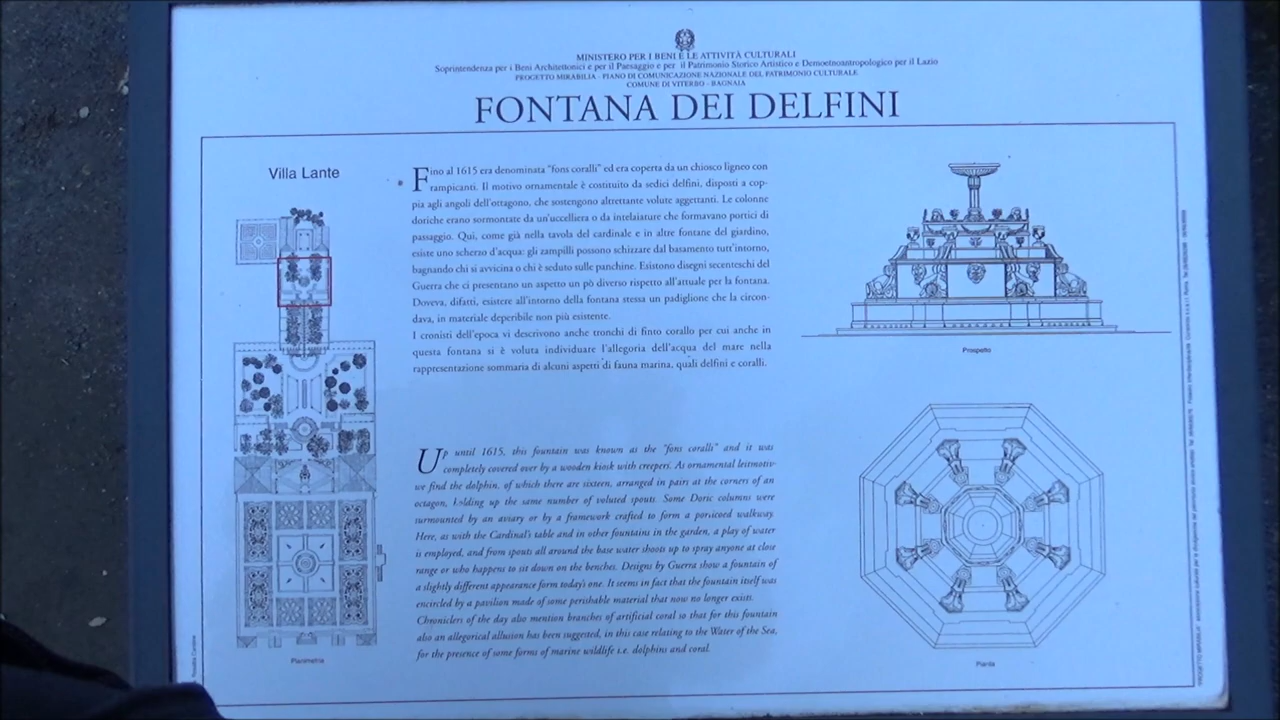 MINISTERO PER I BENI E LE ATTIVITÀ CULTURALI
Soprintendenza per i Beni Architettonici e per il Paesaggio e per il Patrimonio Storico Artistico e Demoetnoantropologico per il Lazio
PROGETTO MIRABILIA - PIANO DI COMUNICAZIONE NAZIONALE DEL PATRIMONIO CULTURALE
COMUNE DI VITERBO - BAGNAIA
FONTANA DEI DELFINI
Villa Lante
Planimetria
Fino al 1615 era denominata "fons coralli" ed era coperta da un chiosco ligneo con
rampicanti. Il motivo ornamentale è costituito da sedici delfini, disposti a cop-
pia agli angoli dell'ottagono, che sostengono altrettante volute aggettanti. Le colonne
doriche erano sormontate da un'uccelliera o da intelaiature che formavano portici di
passaggio. Qui, come già nella tavola del cardinale e in altre fontane del giardino,
esiste uno scherzo d'acqua: gli zampilli possono schizzare dal basamento tutt'intorno,
bagnando chi si avvicina o chi è seduto sulle panchine. Esistono disegni secenteschi del
Guerra che ci presentano un aspetto un pò diverso rispetto all'attuale per la fontana.
Doveva, difatti, esistere all'intorno della fontana stessa un padiglione che la circon-
dava, in materiale deperibile non più esistente.
I cronisti dell'epoca vi descrivono anche tronchi di finto corallo per cui anche in
questa fontana si è voluta individuare l'allegoria dell'acqua del mare nella
rappresentazione sommaria di alcuni aspetti di fauna marina, quali delfini e coralli.
Up until 1615, this fountain was known as the "fons coralli" and it was
completely covered over by a wooden kiosk with creepers. As ornamental leitmotiv
we find the dolphin, of which there are sixteen, arranged in pairs at the corners of an
octagon, holding up the same number of voluted spouts. Some Doric columns were
surmounted by an aviary or by a framework crafted to form a porticoed walkway.
Here, as with the Cardinal's table and in other fountains in the garden, a play of water
is employed, and from spouts all around the base water shoots up to spray anyone at close
range or who happens to sit down on the benches. Designs by Guerra show a fountain of
a slightly different appearance form today's one. It seems in fact that the fountain itself was
encircled by a pavilion made of some perishable material that now no longer exists.
Chroniclers of the day also mention branches of artificial coral so that for this fountain
also an allegorical allusion has been suggested, in this case relating to the Water of the Sea,
for the presence of some forms of marine wildlife i.e. dolphins and coral.
Prospetto
Pianta